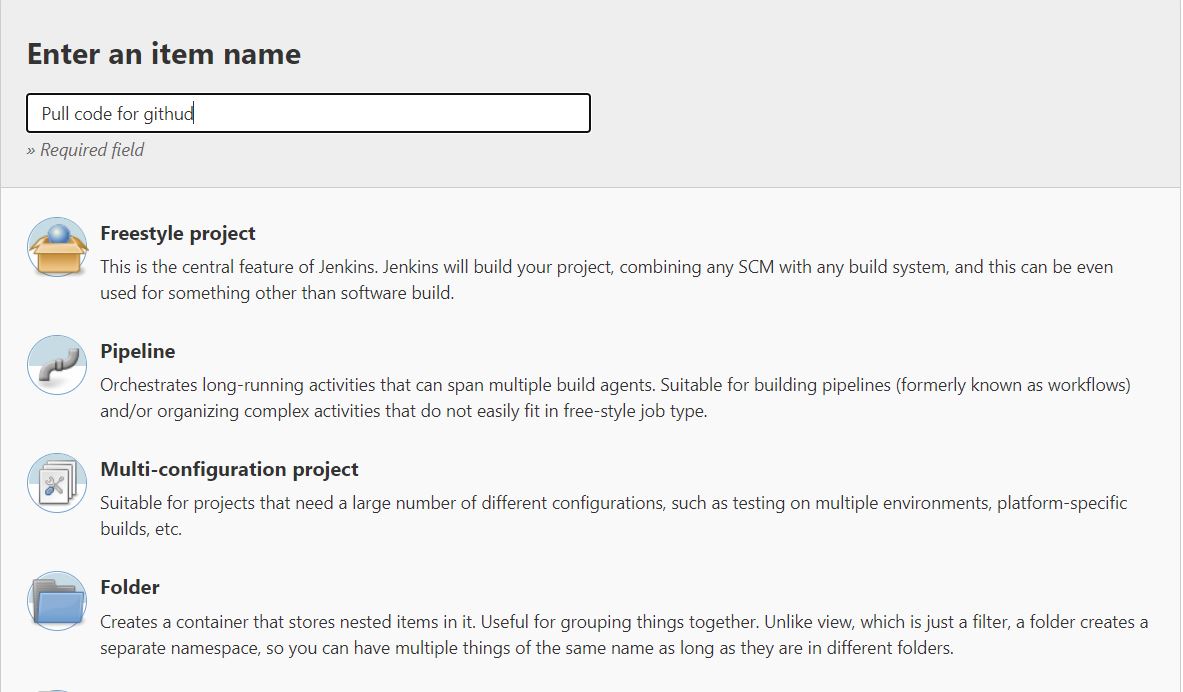 Enter an item name
Pull code for githud
» Required field
Freestyle project
This is the central feature of Jenkins. Jenkins will build your project, combining any SCM with any build system, and this can be even
used for something other than software build.
Pipeline
Orchestrates long-running activities that can span multiple build agents. Suitable for building pipelines (formerly known as workflows)
and/or organizing complex activities that do not easily fit in free-style job type.
Multi-configuration project
Suitable for projects that need a large number of different configurations, such as testing on multiple environments, platform-specific
builds, etc.
Folder
Creates a container that stores nested items in it. Useful for grouping things together. Unlike view, which is just a filter, a folder creates a
separate namespace, so you can have multiple things of the same name as long as they are in different folders.